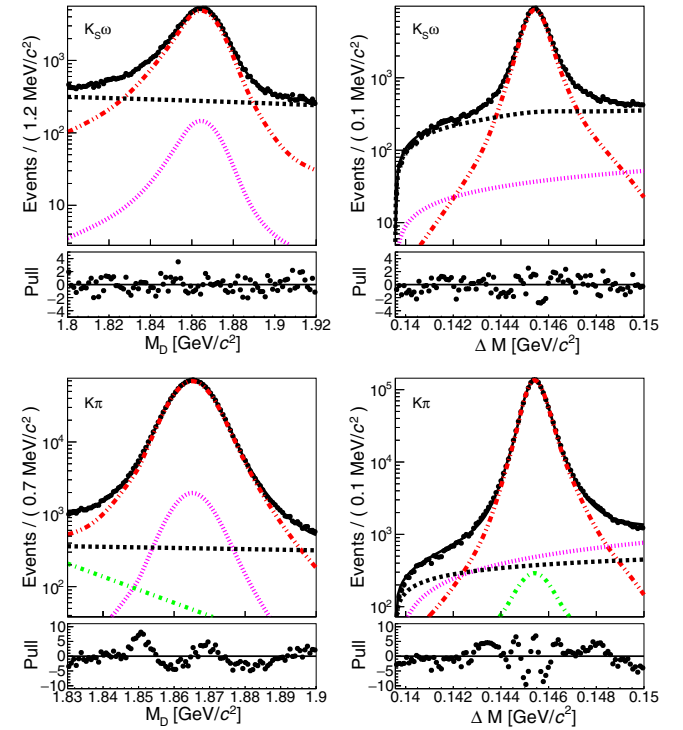 K_Sω
Events / ( 1.2 MeV/c²)
10³
10²
10
Pull
4
2
0
−2
−4
1.8 1.82 1.84 1.86 1.88 1.9 1.92
M_D [GeV/c²]
K_Sω
Events / ( 0.1 MeV/c²)
10³
10²
10
Pull
4
2
0
−2
−4
0.14 0.142 0.144 0.146 0.148 0.15
Δ M [GeV/c²]
Kπ
Events / ( 0.7 MeV/c²)
10⁴
10³
10²
Pull
10
5
0
−5
−10
1.83 1.84 1.85 1.86 1.87 1.88 1.89 1.9
M_D [GeV/c²]
Kπ
Events / ( 0.1 MeV/c²)
10⁵
10⁴
10³
10²
Pull
10
5
0
−5
−10
0.14 0.142 0.144 0.146 0.148 0.15
Δ M [GeV/c²]